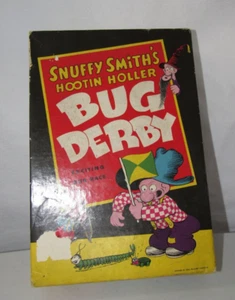 SNUFFY SMITH'S
HOOTIN HOLLER
BUG
DERBY